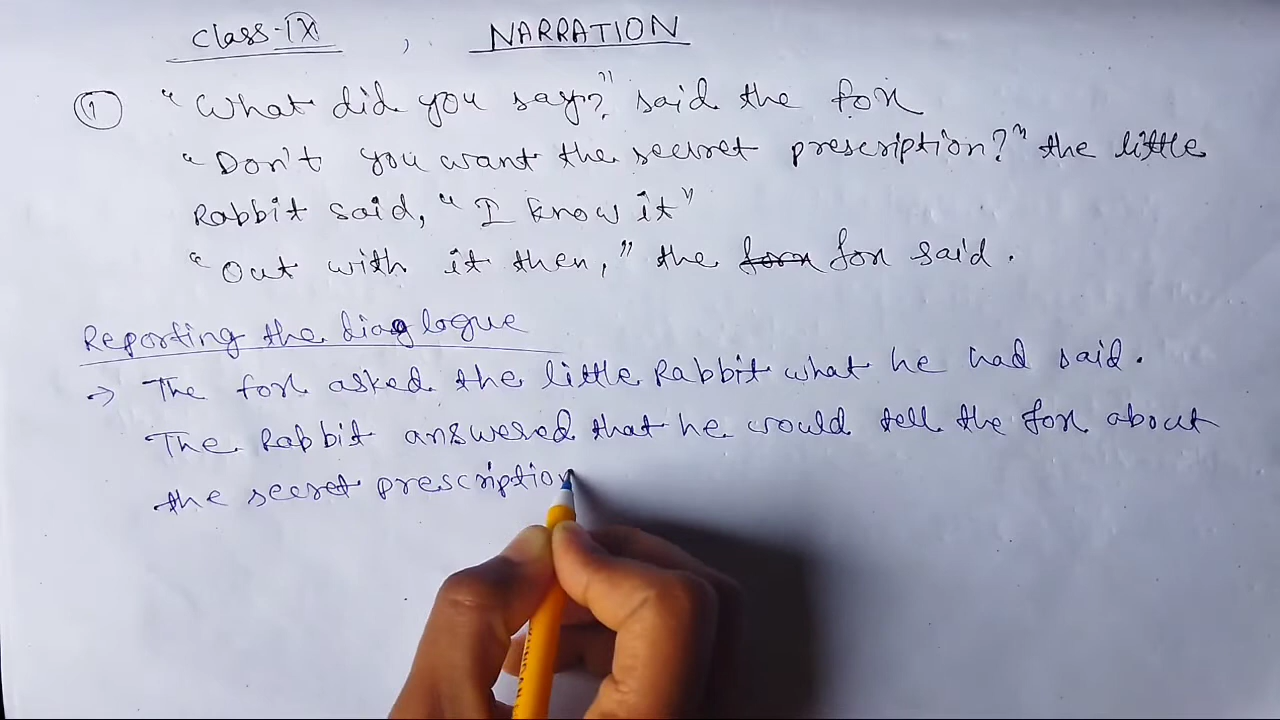 Class-IX , NARRATION
① "What did you say?" said the fox
"Don't you want the secret prescription?" the little
Rabbit said, "I know it"
"Out with it then," the fox said.
Reporting the diaglogue
→ The fox asked the little Rabbit what he had said.
The Rabbit answered that he would tell the fox about
the secret prescription